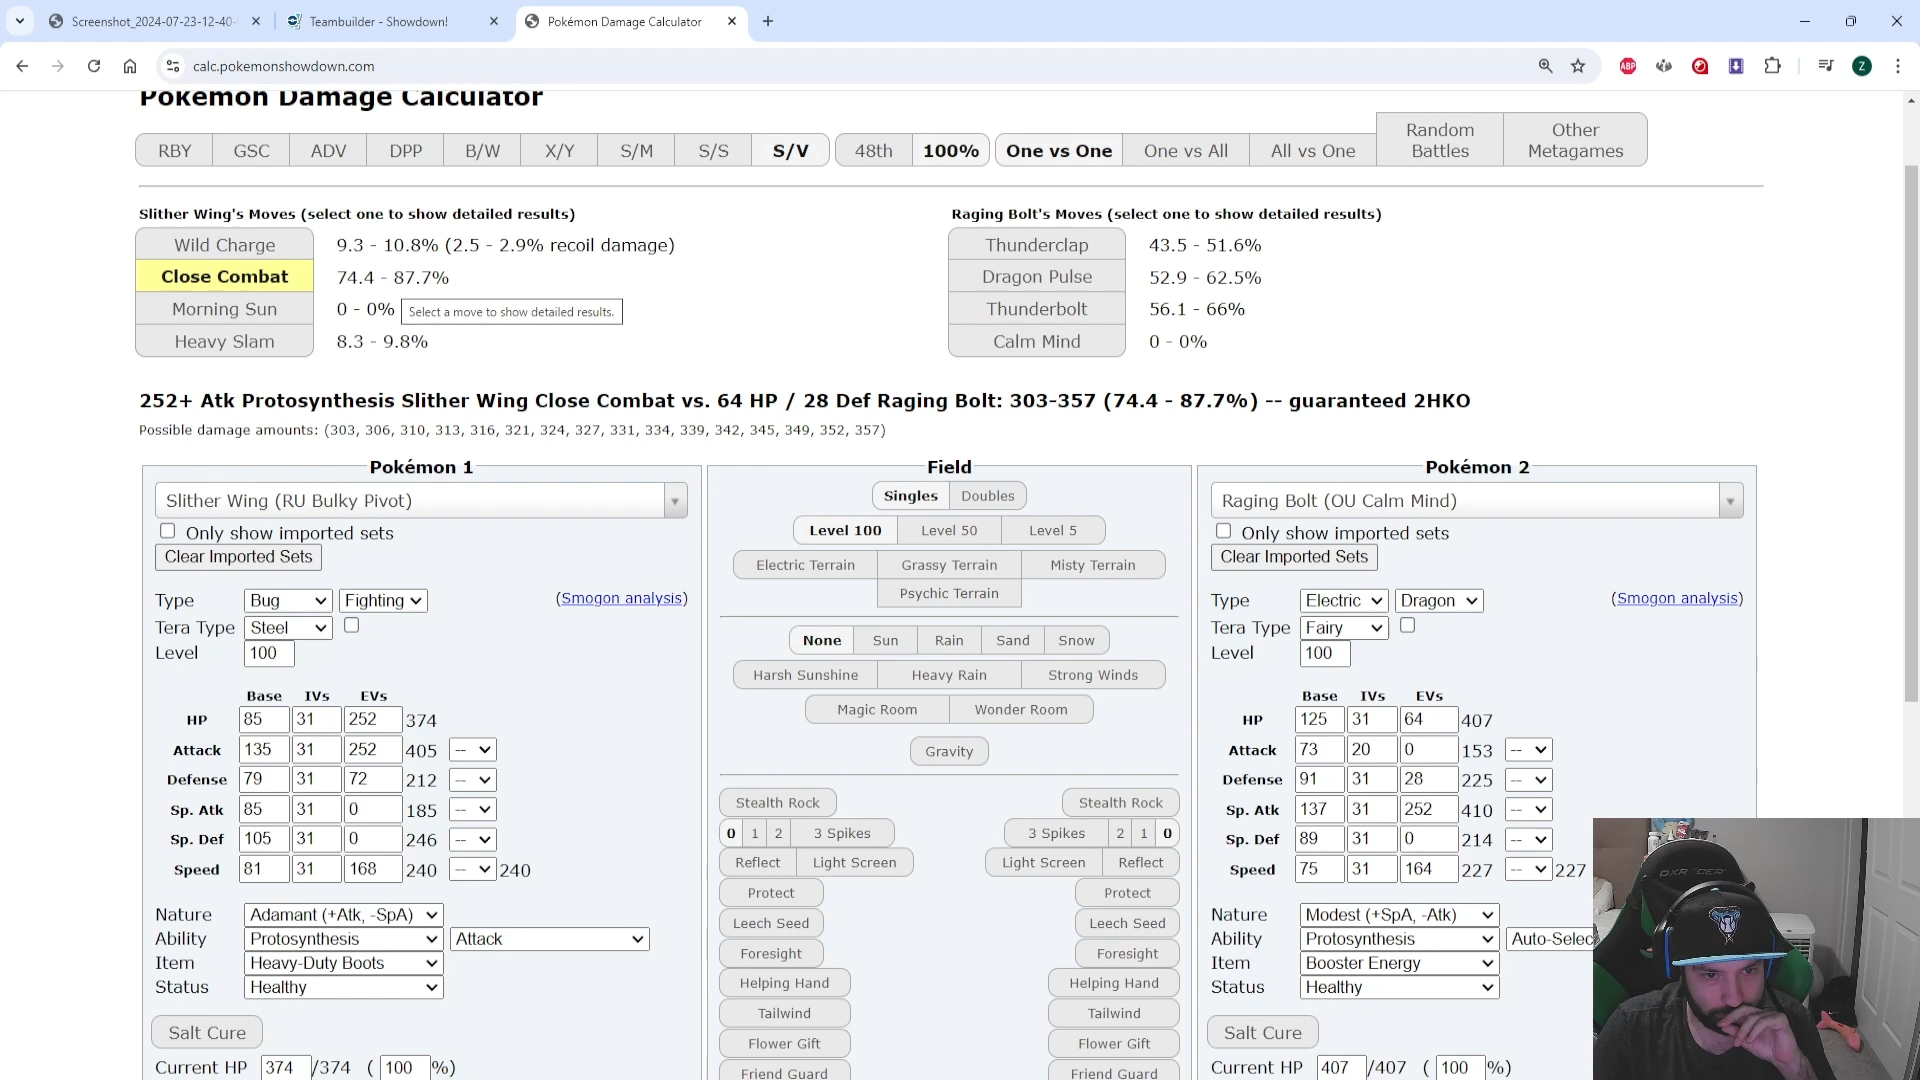 Screenshot_2024-07-23-12-40-
Teambuilder - Showdown!
Pokémon Damage Calculator
calc.pokemonshowdown.com
ABP
Z
Pokémon Damage Calculator
RBY GSC ADV DPP B/W X/Y S/M S/S S/V 48th 100% One vs One One vs All All vs One Random Battles Other Metagames
Slither Wing's Moves (select one to show detailed results)
Raging Bolt's Moves (select one to show detailed results)
Wild Charge 9.3 - 10.8% (2.5 - 2.9% recoil damage)
Thunderclap 43.5 - 51.6%
Close Combat 74.4 - 87.7%
Dragon Pulse 52.9 - 62.5%
Morning Sun 0 - 0% Select a move to show detailed results.
Thunderbolt 56.1 - 66%
Heavy Slam 8.3 - 9.8%
Calm Mind 0 - 0%
252+ Atk Protosynthesis Slither Wing Close Combat vs. 64 HP / 28 Def Raging Bolt: 303-357 (74.4 - 87.7%) -- guaranteed 2HKO
Possible damage amounts: (303, 306, 310, 313, 316, 321, 324, 327, 331, 334, 339, 342, 345, 349, 352, 357)
Pokémon 1
Slither Wing (RU Bulky Pivot)
Only show imported sets
Clear Imported Sets
Type Bug Fighting (Smogon analysis)
Tera Type Steel
Level 100
Base IVs EVs
HP 85 31 252 374
Attack 135 31 252 405 --
Defense 79 31 72 212 --
Sp. Atk 85 31 0 185 --
Sp. Def 105 31 0 246 --
Speed 81 31 168 240 -- 240
Nature Adamant (+Atk, -SpA)
Ability Protosynthesis Attack
Item Heavy-Duty Boots
Status Healthy
Salt Cure
Current HP 374 /374 ( 100 %)
Field
Singles Doubles
Level 100 Level 50 Level 5
Electric Terrain Grassy Terrain Misty Terrain
Psychic Terrain
None Sun Rain Sand Snow
Harsh Sunshine Heavy Rain Strong Winds
Magic Room Wonder Room
Gravity
Stealth Rock Stealth Rock
0 1 2 3 Spikes 3 Spikes 2 1 0
Reflect Light Screen Light Screen Reflect
Protect Protect
Leech Seed Leech Seed
Foresight Foresight
Helping Hand Helping Hand
Tailwind Tailwind
Flower Gift Flower Gift
Friend Guard Friend Guard
Pokémon 2
Raging Bolt (OU Calm Mind)
Only show imported sets
Clear Imported Sets
Type Electric Dragon (Smogon analysis)
Tera Type Fairy
Level 100
Base IVs EVs
HP 125 31 64 407
Attack 73 20 0 153 --
Defense 91 31 28 225 --
Sp. Atk 137 31 252 410 --
Sp. Def 89 31 0 214 --
Speed 75 31 164 227 -- 227
Nature Modest (+SpA, -Atk)
Ability Protosynthesis Auto-Selec
Item Booster Energy
Status Healthy
Salt Cure
Current HP 407 /407 ( 100 %)